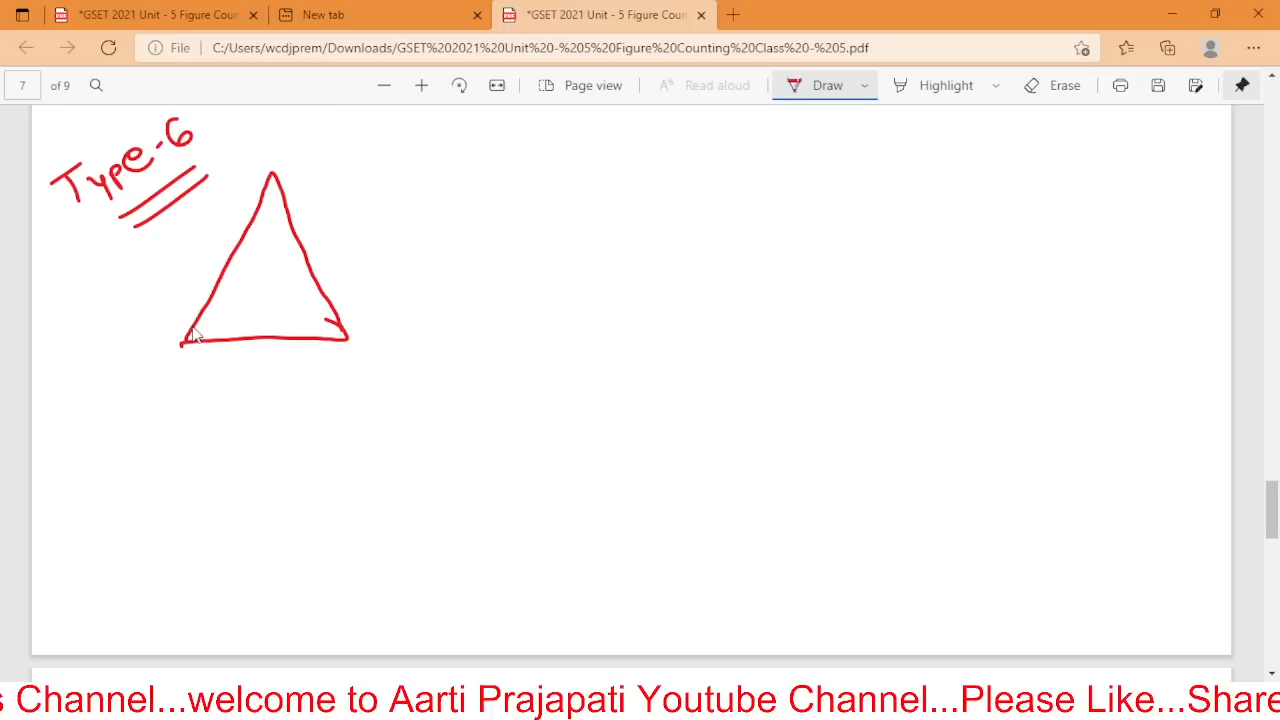 *GSET 2021 Unit - 5 Figure Coun
New tab
*GSET 2021 Unit - 5 Figure Coun
File
C:/Users/wcdjprem/Downloads/GSET%202021%20Unit%20-%205%20Figure%20Counting%20Class%20-%205.pdf
7 of 9
Page view
Read aloud
Draw
Highlight
Erase
Type-6
s Channel...welcome to Aarti Prajapati Youtube Channel...Please Like...Share